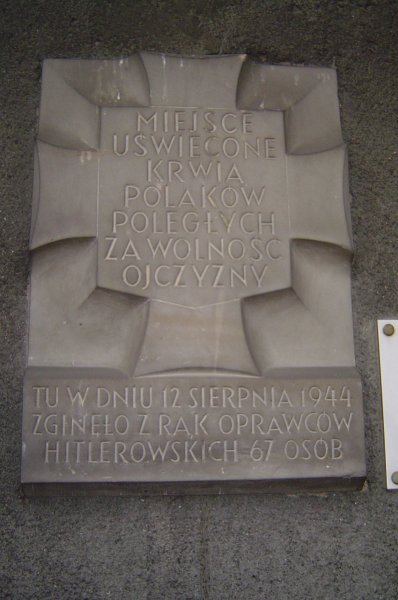 MIEJSCE
UŚWIĘCONE
KRWIĄ
POLAKÓW
POLEGŁYCH
ZA WOLNOŚĆ
OJCZYZNY
TU W DNIU 12 SIERPNIA 1944
ZGINĘŁO Z RĄK OPRAWCÓW
HITLEROWSKICH 67 OSÓB